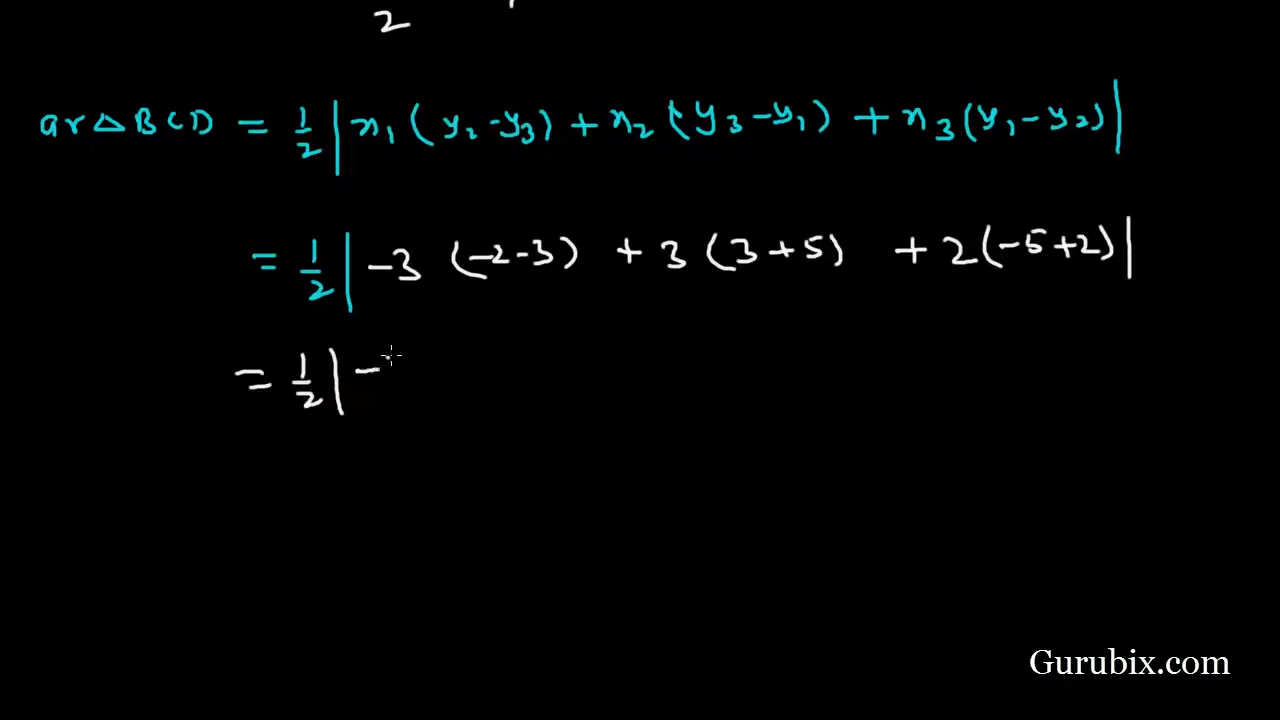 2
ar△BCD = 1/2 |x₁(y₂-y₃) + x₂(y₃-y₁) + x₃(y₁-y₂)|
= 1/2 |-3 (-2-3) + 3 (3+5) + 2(-5+2)|
= 1/2 | -
Gurubix.com